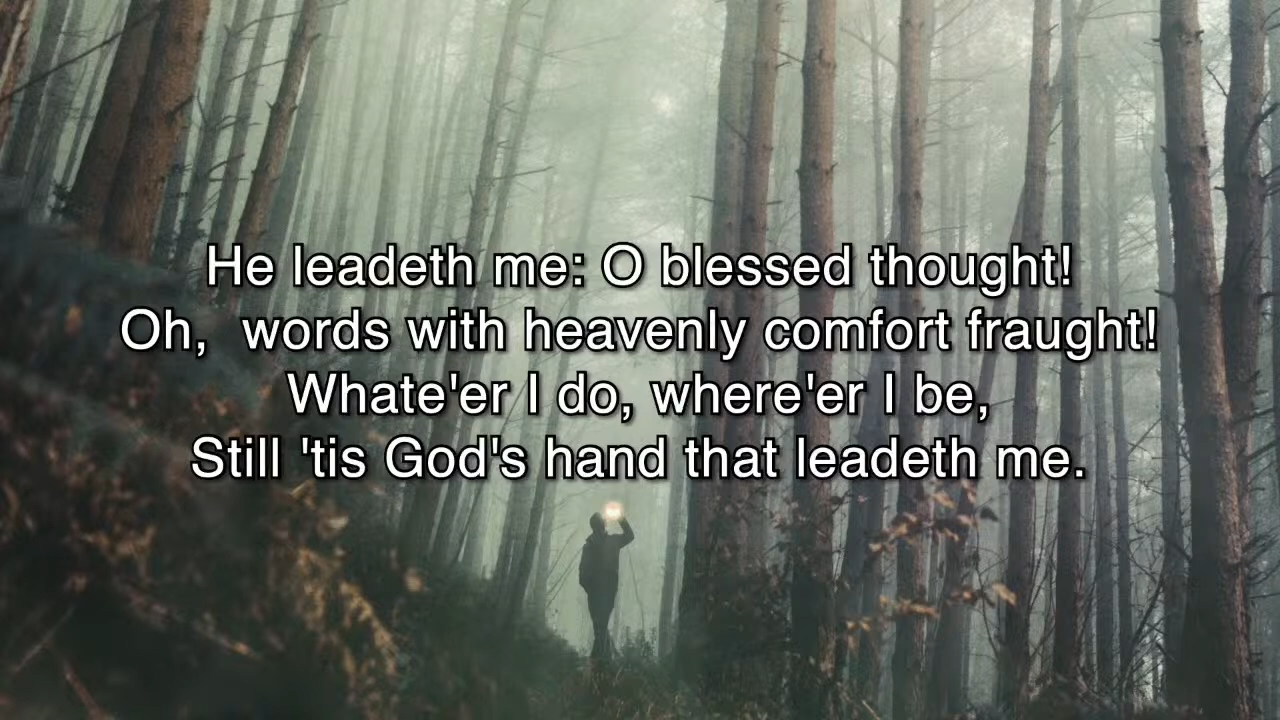 He leadeth me: O blessed thought!
Oh,  words with heavenly comfort fraught!
Whate'er I do, where'er I be,
Still 'tis God's hand that leadeth me.